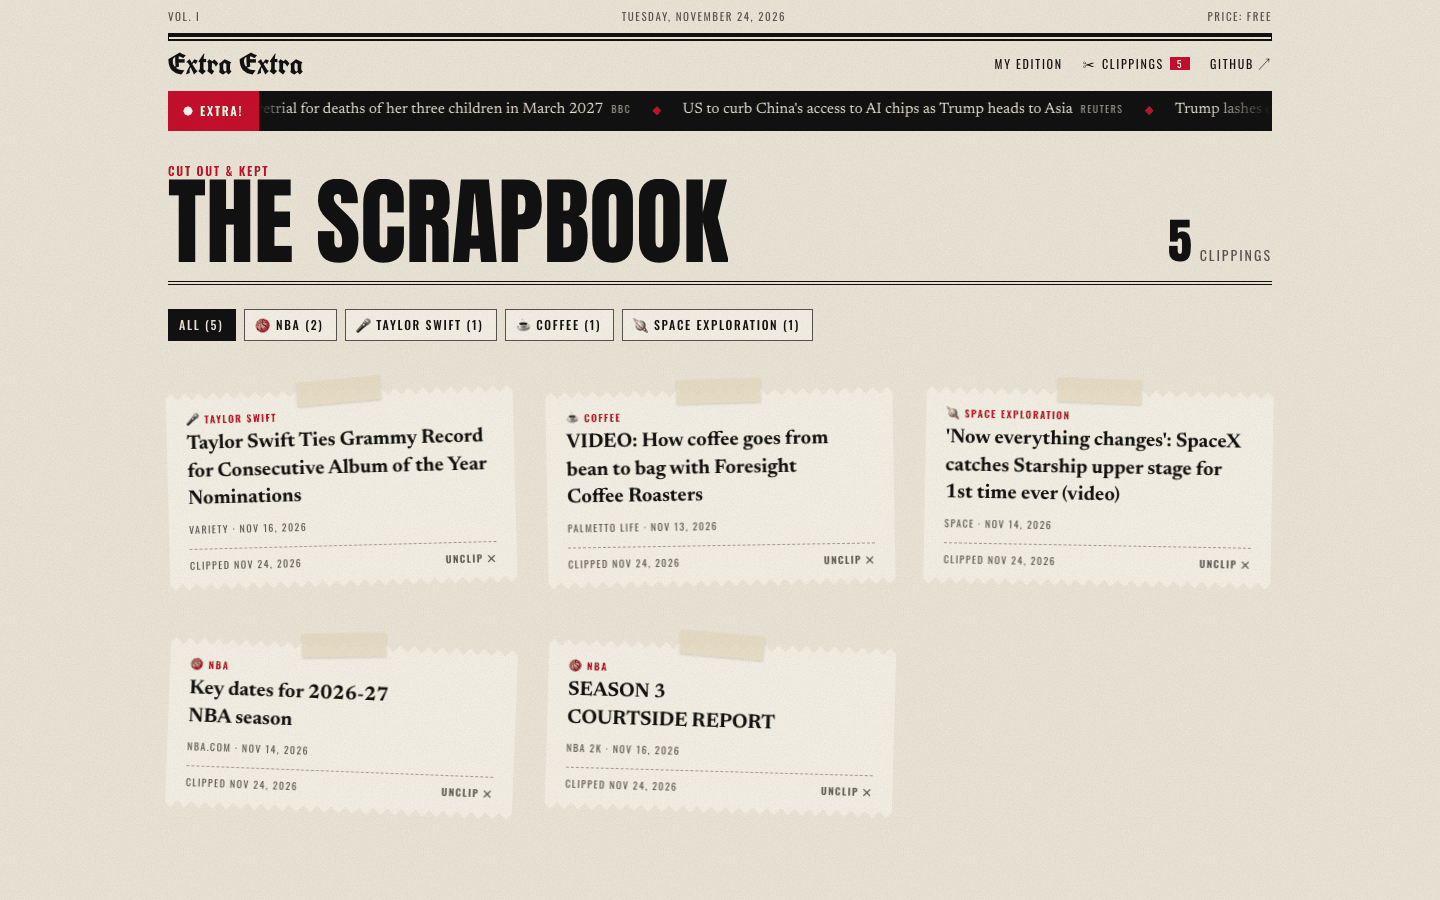 VOL. I
TUESDAY, NOVEMBER 24, 2026
PRICE: FREE
Extra Extra
MY EDITION
✂ CLIPPINGS 5
GITHUB ↗
EXTRA!
etrial for deaths of her three children in March 2027 BBC ◆ US to curb China's access to AI chips as Trump heads to Asia REUTERS ◆ Trump lashes
CUT OUT & KEPT
THE SCRAPBOOK
5 CLIPPINGS
ALL (5)
NBA (2)
TAYLOR SWIFT (1)
COFFEE (1)
SPACE EXPLORATION (1)
TAYLOR SWIFT
Taylor Swift Ties Grammy Record
for Consecutive Album of the Year
Nominations
VARIETY · NOV 16, 2026
CLIPPED NOV 24, 2026
UNCLIP ✕
COFFEE
VIDEO: How coffee goes from
bean to bag with Foresight
Coffee Roasters
PALMETTO LIFE · NOV 13, 2026
CLIPPED NOV 24, 2026
UNCLIP ✕
SPACE EXPLORATION
'Now everything changes': SpaceX
catches Starship upper stage for
1st time ever (video)
SPACE · NOV 14, 2026
CLIPPED NOV 24, 2026
UNCLIP ✕
NBA
Key dates for 2026-27
NBA season
NBA.COM · NOV 14, 2026
CLIPPED NOV 24, 2026
UNCLIP ✕
NBA
SEASON 3
COURTSIDE REPORT
NBA 2K · NOV 16, 2026
CLIPPED NOV 24, 2026
UNCLIP ✕